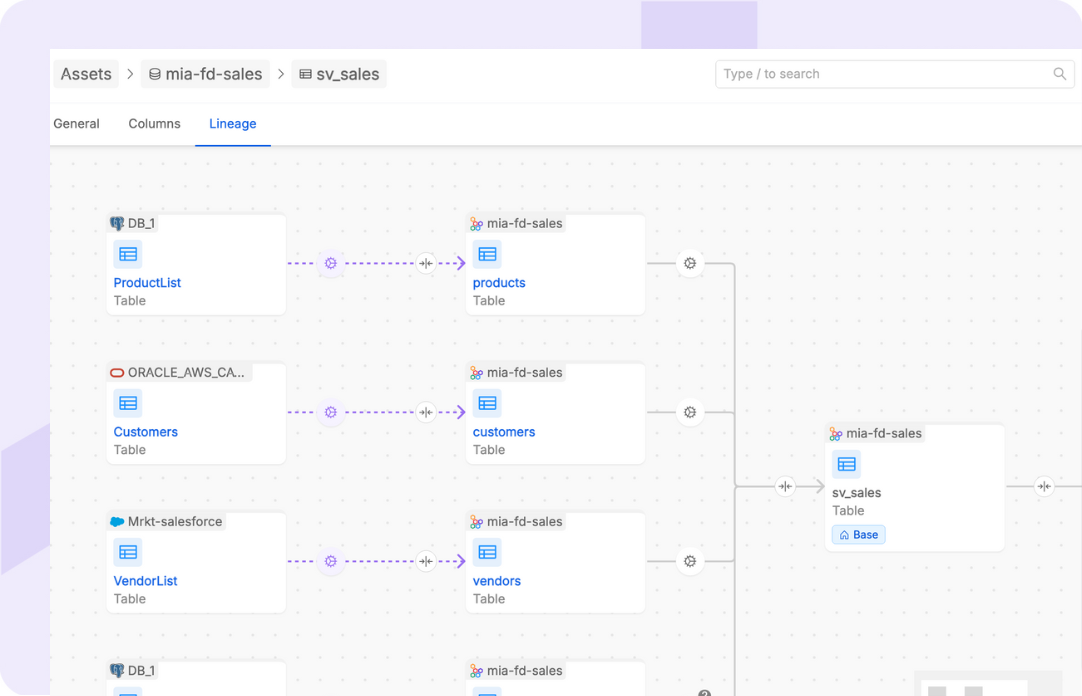 Assets > mia-fd-sales > sv_sales
Type / to search
General Columns Lineage
DB_1
ProductList
Table
mia-fd-sales
products
Table
ORACLE_AWS_CA...
Customers
Table
mia-fd-sales
customers
Table
mia-fd-sales
sv_sales
Table
Base
Mrkt-salesforce
VendorList
Table
mia-fd-sales
vendors
Table
DB_1
mia-fd-sales
?